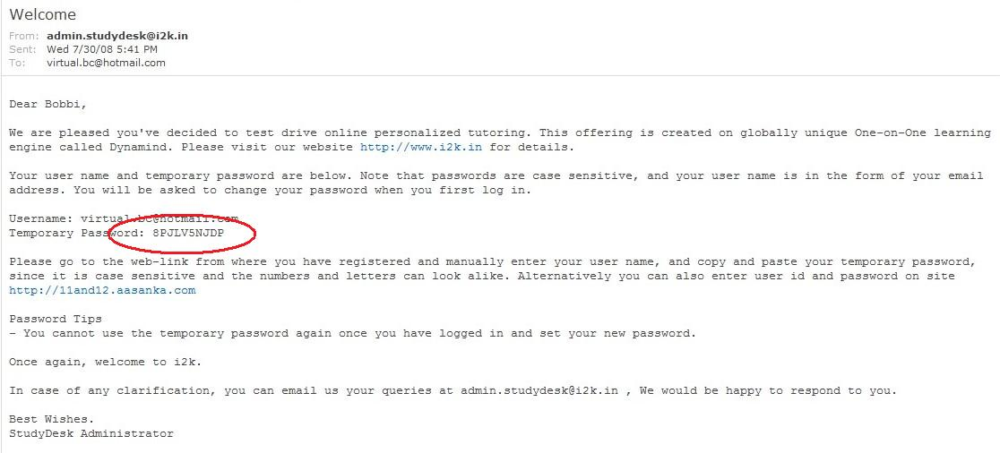 Welcome
From: admin.studydesk@i2k.in
Sent: Wed 7/30/08 5:41 PM
To: virtual.bc@hotmail.com
Dear Bobbi,
We are pleased you've decided to test drive online personalized tutoring. This offering is created on globally unique One-on-One learning
engine called Dynamind. Please visit our website http://www.i2k.in for details.
Your user name and temporary password are below. Note that passwords are case sensitive, and your user name is in the form of your email
address. You will be asked to change your password when you first log in.
Username: virtual.bc@hotmail.com
Temporary Password: 8PJLV5NJDP
Please go to the web-link from where you have registered and manually enter your user name, and copy and paste your temporary password,
since it is case sensitive and the numbers and letters can look alike. Alternatively you can also enter user id and password on site
http://11and12.aasanka.com
Password Tips
- You cannot use the temporary password again once you have logged in and set your new password.
Once again, welcome to i2k.
In case of any clarification, you can email us your queries at admin.studydesk@i2k.in , We would be happy to respond to you.
Best Wishes.
StudyDesk Administrator